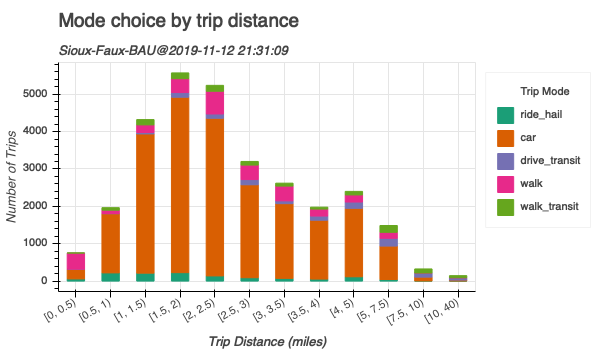 Mode choice by trip distance
Sioux-Faux-BAU@2019-11-12 21:31:09
Number of Trips
5000
4000
3000
2000
1000
0
[0, 0.5)
[0.5, 1)
[1, 1.5)
[1.5, 2)
[2, 2.5)
[2.5, 3)
[3, 3.5)
[3.5, 4)
[4, 5)
[5, 7.5)
[7.5, 10)
[10, 40)
Trip Distance (miles)
Trip Mode
ride_hail
car
drive_transit
walk
walk_transit